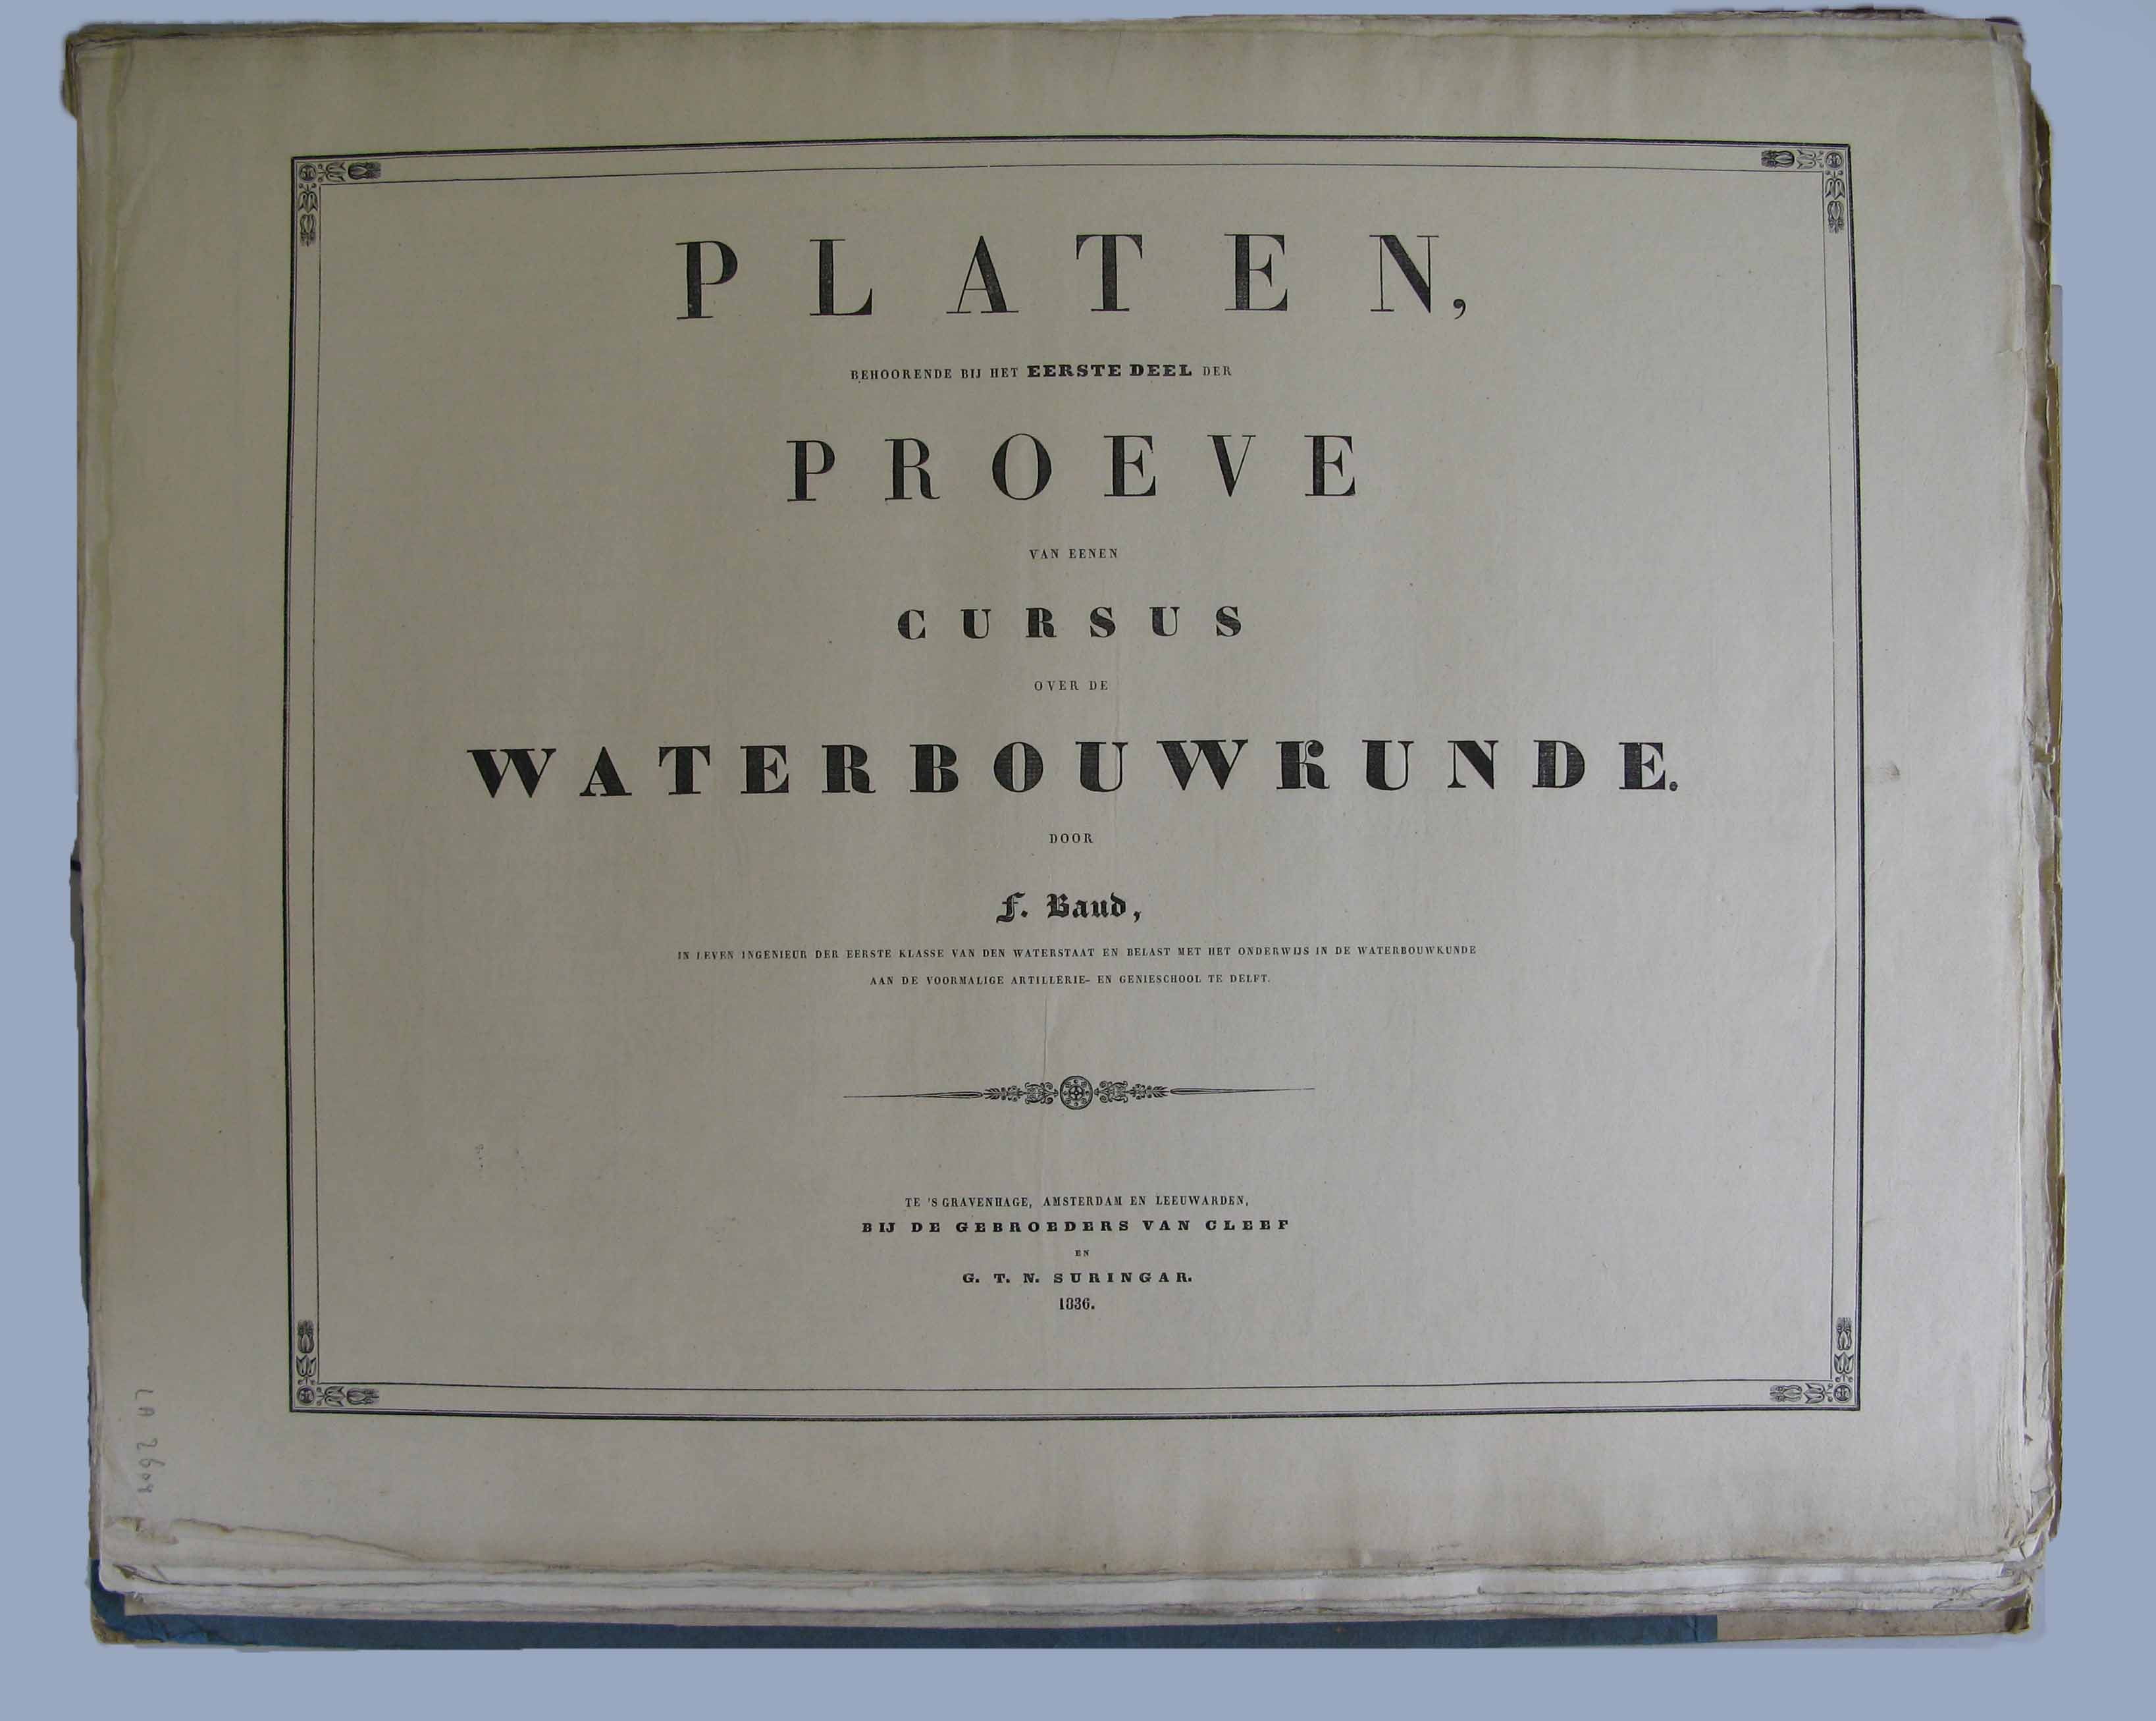 PLATEN,
BEHOORENDE BIJ HET EERSTE DEEL DER
PROEVE
VAN EENEN
CURSUS
OVER DE
WATERBOUWKUNDE.
DOOR
F. Baud,
IN LEVEN INGENIEUR DER EERSTE KLASSE VAN DEN WATERSTAAT EN BELAST MET HET ONDERWIJS IN DE WATERBOUWKUNDE
AAN DE VOORMALIGE ARTILLERIE- EN GENIESCHOOL TE DELFT.
TE 'S GRAVENHAGE, AMSTERDAM EN LEEUWARDEN,
BIJ DE GEBROEDERS VAN CLEEF
EN
G. T. N. SURINGAR.
1836.